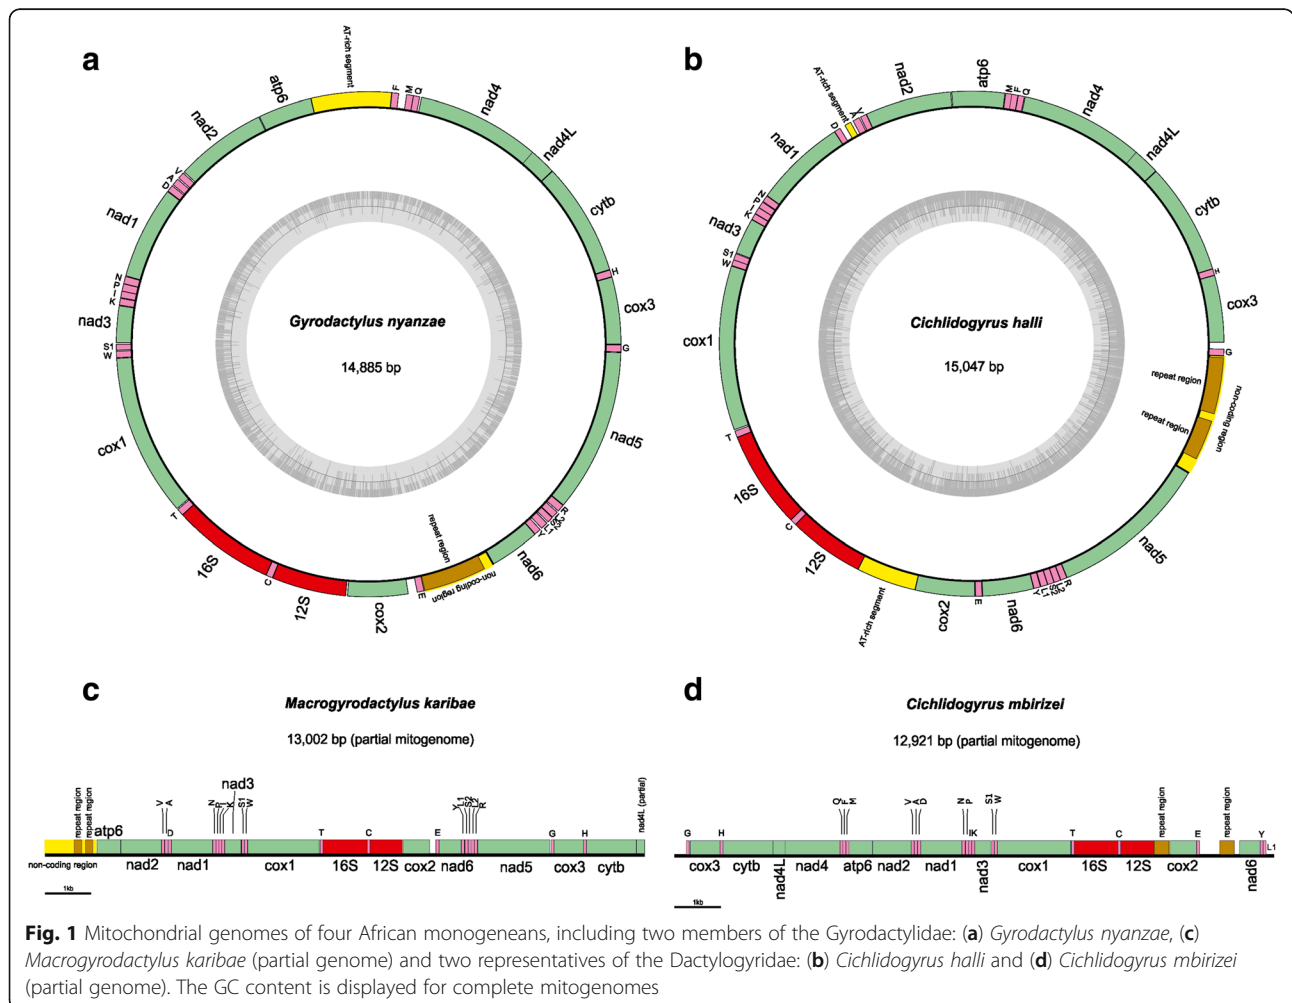 a
AT-rich segment
F
M
Q
nad4
nad4L
cytb
H
cox3
G
nad5
R
L2
S2
L1
Y
nad6
non-coding region
repeat region
E
cox2
12S
C
16S
T
cox1
W
S1
nad3
K
I
P
N
nad1
D
A
V
nad2
atp6
Gyrodactylus nyanzae
14,885 bp
b
atp6
M
F
Q
nad4
nad4L
cytb
H
cox3
G
repeat region
non-coding region
repeat region
nad5
R
L2
S2
L1
Y
nad6
E
cox2
AT-rich segment
12S
C
16S
T
cox1
W
S1
nad3
K
I
P
N
nad1
D
AT-rich segment
A
V
nad2
Cichlidogyrus halli
15,047 bp
c
Macrogyrodactylus karibae
13,002 bp (partial mitogenome)
repeat region
repeat region
atp6
V
A
D
N
P
I
K
nad3
S1
W
T
C
E
Y
L1
S2
L2
R
G
H
nad4L (partial)
non-coding region
nad2
nad1
cox1
16S
12S
cox2
nad6
nad5
cox3
cytb
1kb
d
Cichlidogyrus mbirizei
12,921 bp (partial mitogenome)
G
H
Q
F
M
V
A
D
N
P
IK
S1
W
T
C
repeat region
E
repeat region
Y
L1
cox3
cytb
nad4L
nad4
atp6
nad2
nad1
nad3
cox1
16S
12S
cox2
nad6
1kb
Fig. 1 Mitochondrial genomes of four African monogeneans, including two members of the Gyrodactylidae: (a) Gyrodactylus nyanzae, (c)
Macrogyrodactylus karibae (partial genome) and two representatives of the Dactylogyridae: (b) Cichlidogyrus halli and (d) Cichlidogyrus mbirizei
(partial genome). The GC content is displayed for complete mitogenomes